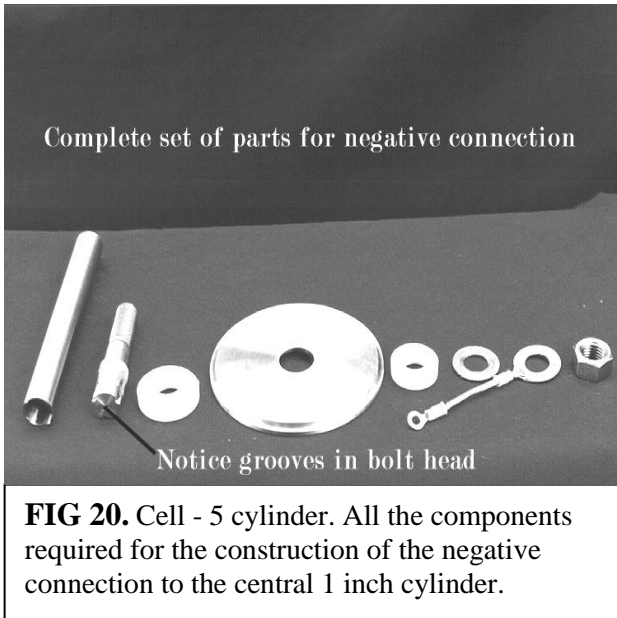 Complete set of parts for negative connection
Notice grooves in bolt head
FIG 20. Cell - 5 cylinder. All the components
required for the construction of the negative
connection to the central 1 inch cylinder.